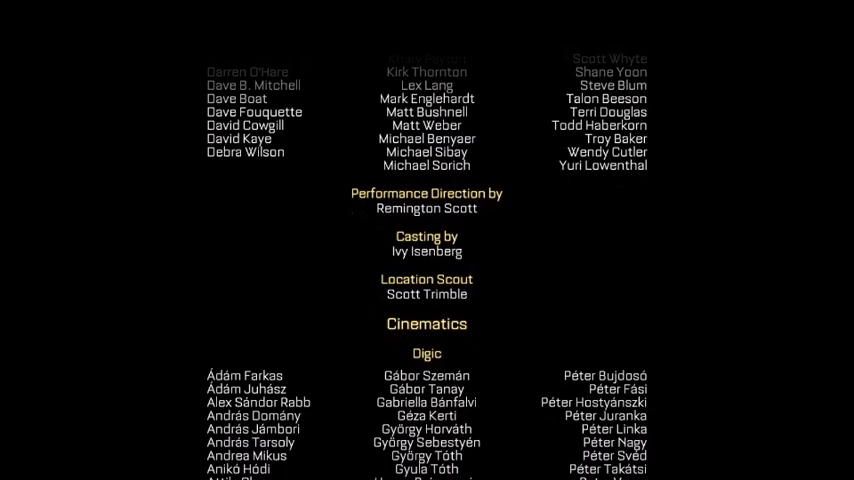 Khary Payton
Scott Whyte
Darren O'Hare
Kirk Thornton
Shane Yoon
Dave B. Mitchell
Lex Lang
Steve Blum
Dave Boat
Mark Englehardt
Talon Beeson
Dave Fouquette
Matt Bushnell
Terri Douglas
David Cowgill
Matt Weber
Todd Haberkorn
David Kaye
Michael Benyaer
Troy Baker
Debra Wilson
Michael Sibay
Wendy Cutler
Michael Sorich
Yuri Lowenthal
Performance Direction by
Remington Scott
Casting by
Ivy Isenberg
Location Scout
Scott Trimble
Cinematics
Digic
Ádám Farkas
Gábor Szemán
Péter Bujdosó
Ádám Juhász
Gábor Tanay
Péter Fási
Alex Sándor Rabb
Gabriella Bánfalvi
Péter Hostyánszki
András Domány
Géza Kerti
Péter Juranka
András Jámbori
György Horváth
Péter Linka
András Tarsoly
György Sebestyén
Péter Nagy
Andrea Mikus
György Tóth
Péter Svéd
Anikó Hódi
Gyula Tóth
Péter Takátsi